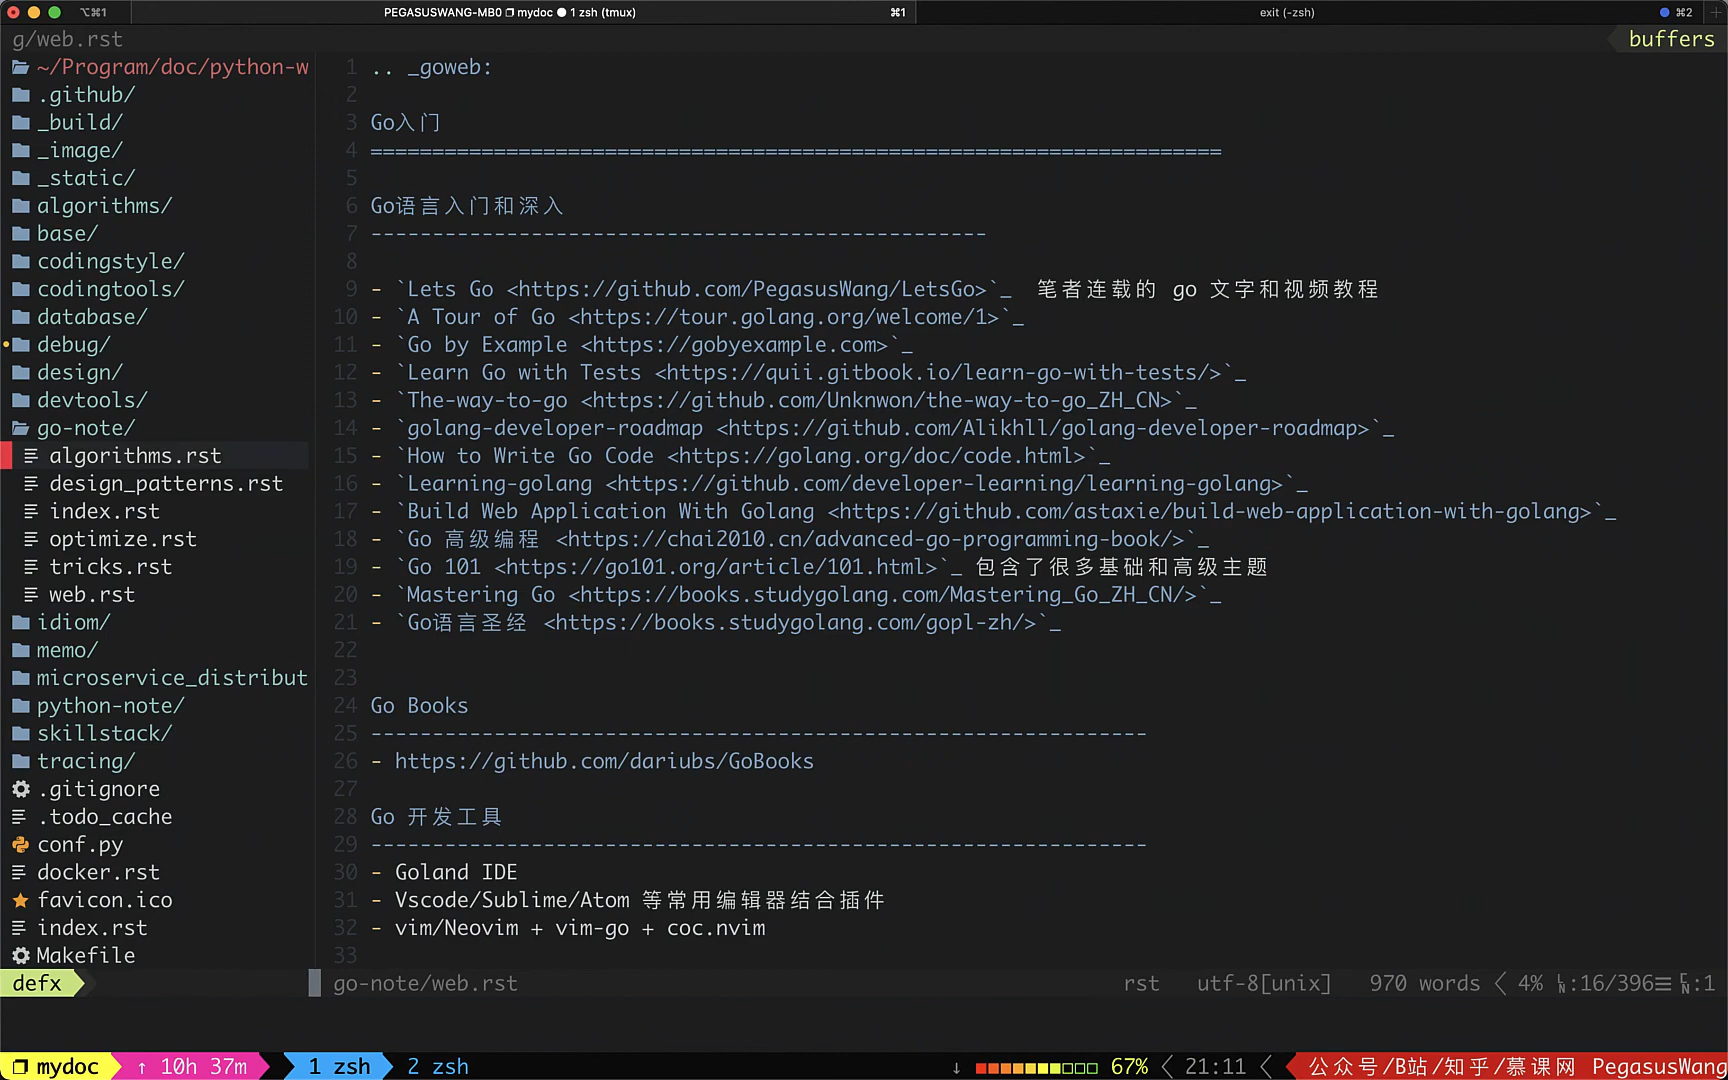 ⌥⌘1
PEGASUSWANG-MB0 ❐ mydoc ● 1 zsh (tmux)
⌘1
exit (-zsh)
⌘2
g/web.rst
buffers
~/Program/doc/python-w
.github/
_build/
_image/
_static/
algorithms/
base/
codingstyle/
codingtools/
database/
debug/
design/
devtools/
go-note/
algorithms.rst
design_patterns.rst
index.rst
optimize.rst
tricks.rst
web.rst
idiom/
memo/
microservice_distribut
python-note/
skillstack/
tracing/
.gitignore
.todo_cache
conf.py
docker.rst
favicon.ico
index.rst
Makefile
1 .. _goweb:
2
3 Go入门
4 =====================================================================
5
6 Go语言入门和深入
7 --------------------------------------------------
8
9 - `Lets Go <https://github.com/PegasusWang/LetsGo>`_  笔者连载的 go 文字和视频教程
10 - `A Tour of Go <https://tour.golang.org/welcome/1>`_
11 - `Go by Example <https://gobyexample.com>`_
12 - `Learn Go with Tests <https://quii.gitbook.io/learn-go-with-tests/>`_
13 - `The-way-to-go <https://github.com/Unknwon/the-way-to-go_ZH_CN>`_
14 - `golang-developer-roadmap <https://github.com/Alikhll/golang-developer-roadmap>`_
15 - `How to Write Go Code <https://golang.org/doc/code.html>`_
16 - `Learning-golang <https://github.com/developer-learning/learning-golang>`_
17 - `Build Web Application With Golang <https://github.com/astaxie/build-web-application-with-golang>`_
18 - `Go 高级编程 <https://chai2010.cn/advanced-go-programming-book/>`_
19 - `Go 101 <https://go101.org/article/101.html>`_ 包含了很多基础和高级主题
20 - `Mastering Go <https://books.studygolang.com/Mastering_Go_ZH_CN/>`_
21 - `Go语言圣经 <https://books.studygolang.com/gopl-zh/>`_
22
23
24 Go Books
25 ---------------------------------------------------------------
26 - https://github.com/dariubs/GoBooks
27
28 Go 开发工具
29 ---------------------------------------------------------------
30 - Goland IDE
31 - Vscode/Sublime/Atom 等常用编辑器结合插件
32 - vim/Neovim + vim-go + coc.nvim
33
defx
go-note/web.rst
rst
utf-8[unix]
970 words
4% :16/396☰ :1
❐ mydoc
↑ 10h 37m
1 zsh
2 zsh
↓
67%
21:11
公众号/B站/知乎/慕课网 PegasusWang